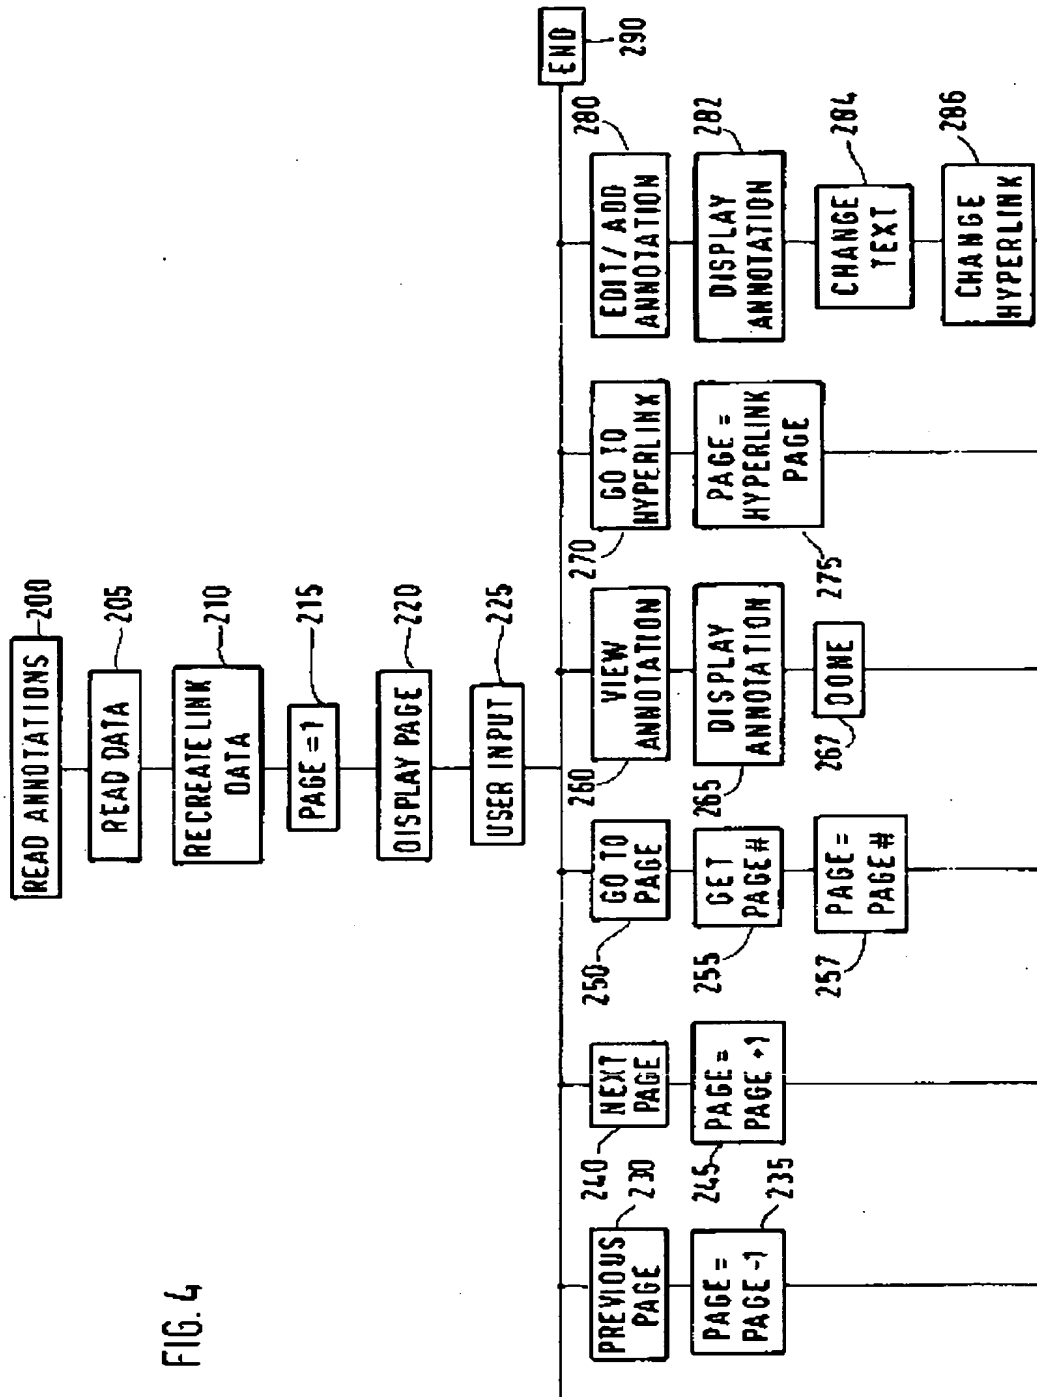 FIG. 4
READ ANNOTATIONS
200
READ DATA
205
RECREATE LINK
DATA
210
PAGE = 1
215
DISPLAY PAGE
220
USER INPUT
225
PREVIOUS
PAGE
230
PAGE =
PAGE -1
235
NEXT
PAGE
240
PAGE =
PAGE +1
245
GO TO
PAGE
250
GET
PAGE #
255
PAGE =
PAGE #
257
VIEW
ANNOTATION
260
DISPLAY
ANNOTATION
265
DONE
267
GO TO
HYPERLINK
270
PAGE =
HYPERLINK
PAGE
275
EDIT / ADD
ANNOTATION
280
DISPLAY
ANNOTATION
282
CHANGE
TEXT
284
CHANGE
HYPERLINK
286
END
290